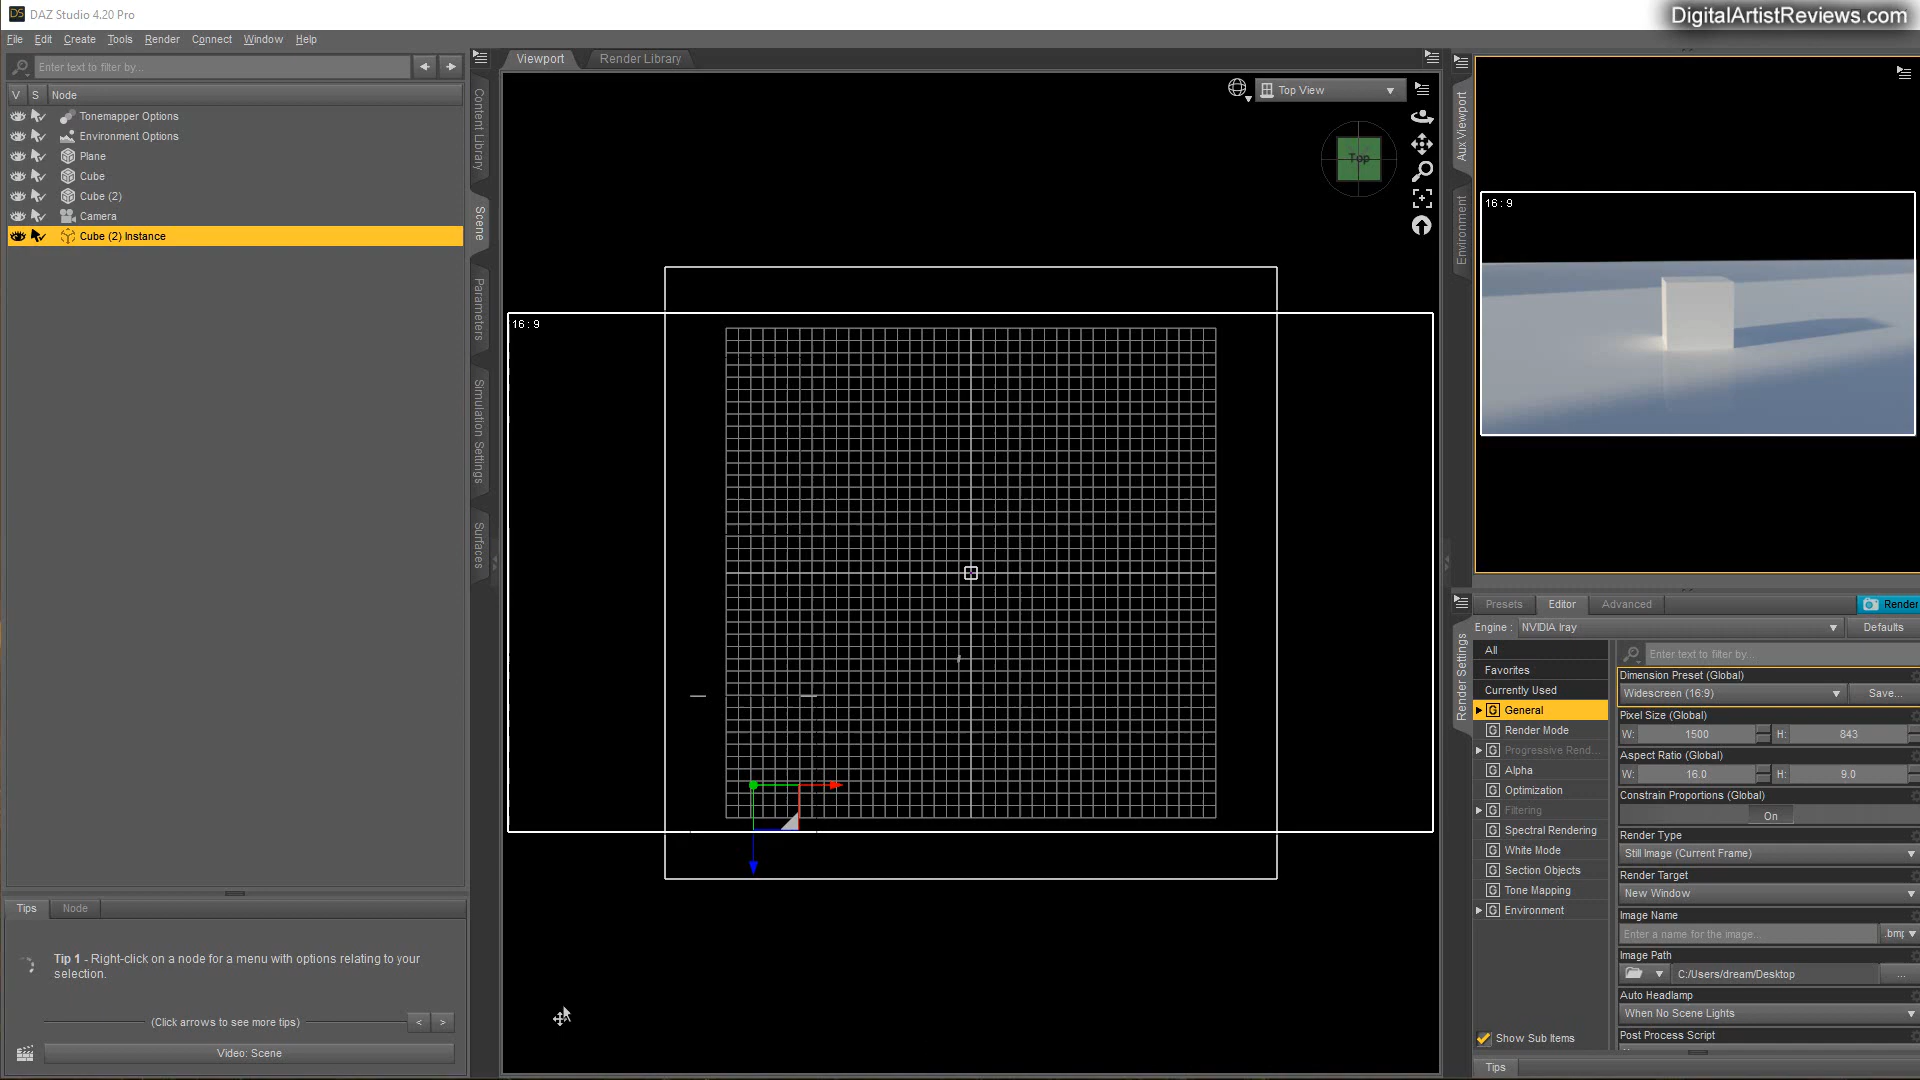 DAZ Studio 4.20 Pro
DigitalArtistReviews.com
File Edit Create Tools Render Connect Window Help
Enter text to filter by...
V S Node
Tonemapper Options
Environment Options
Plane
Cube
Cube (2)
Camera
Cube (2) Instance
Content Library
Scene
Parameters
Simulation Settings
Surfaces
Tips Node
Tip 1 - Right-click on a node for a menu with options relating to your
selection.
(Click arrows to see more tips)
< >
Video: Scene
Viewport Render Library
Top View
Top
16 : 9
Aux Viewport
Environment
16 : 9
Render Settings
Presets Editor Advanced Render
Engine : NVIDIA Iray Defaults
All
Favorites
Currently Used
G General
G Render Mode
G Progressive Rend...
G Alpha
G Optimization
G Filtering
G Spectral Rendering
G White Mode
G Section Objects
G Tone Mapping
G Environment
Show Sub Items
Enter text to filter by...
Dimension Preset (Global)
Widescreen (16:9) Save...
Pixel Size (Global)
W: 1500 H: 843
Aspect Ratio (Global)
W: 16.0 H: 9.0
Constrain Proportions (Global)
On
Render Type
Still Image (Current Frame)
Render Target
New Window
Image Name
Enter a name for the image... .bmp
Image Path
C:/Users/dream/Desktop ...
Auto Headlamp
When No Scene Lights
Post Process Script
Tips